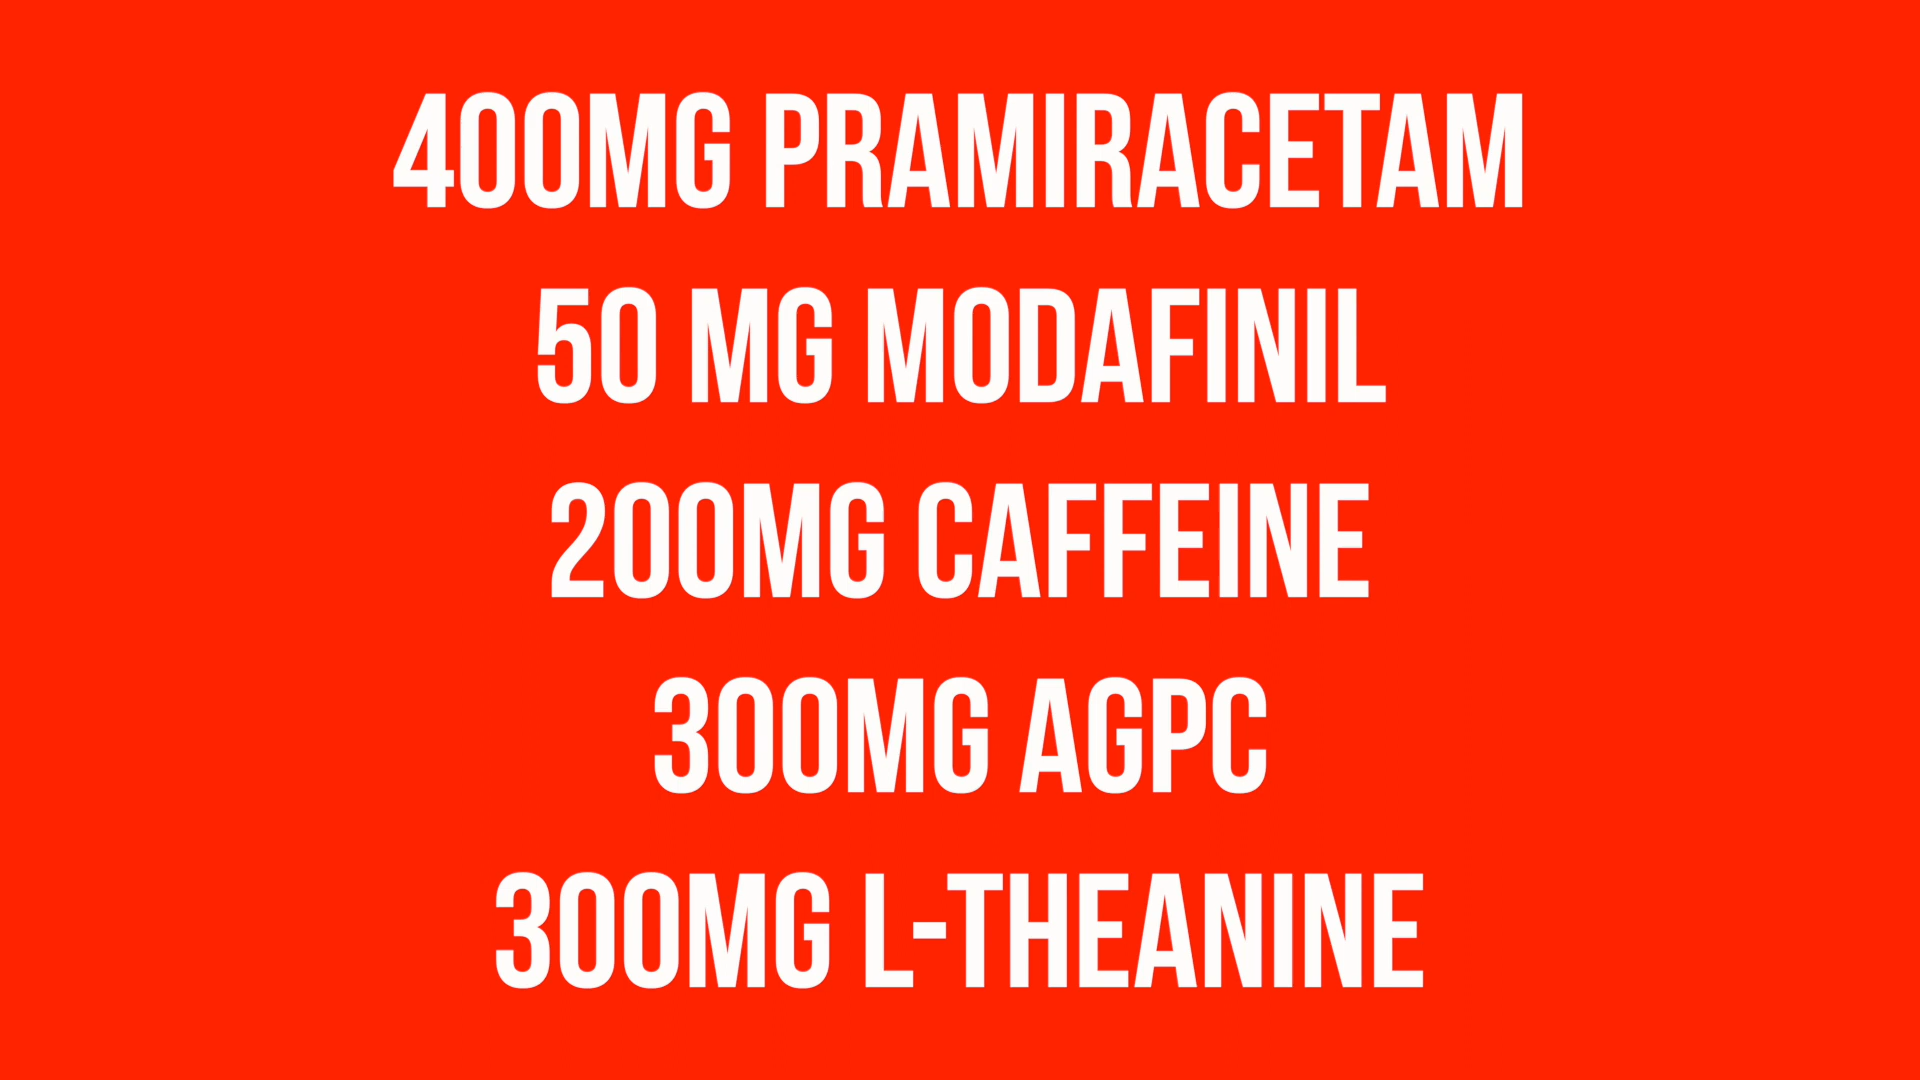 400MG PRAMIRACETAM
50 MG MODAFINIL
200MG CAFFEINE
300MG AGPC
300MG L-THEANINE